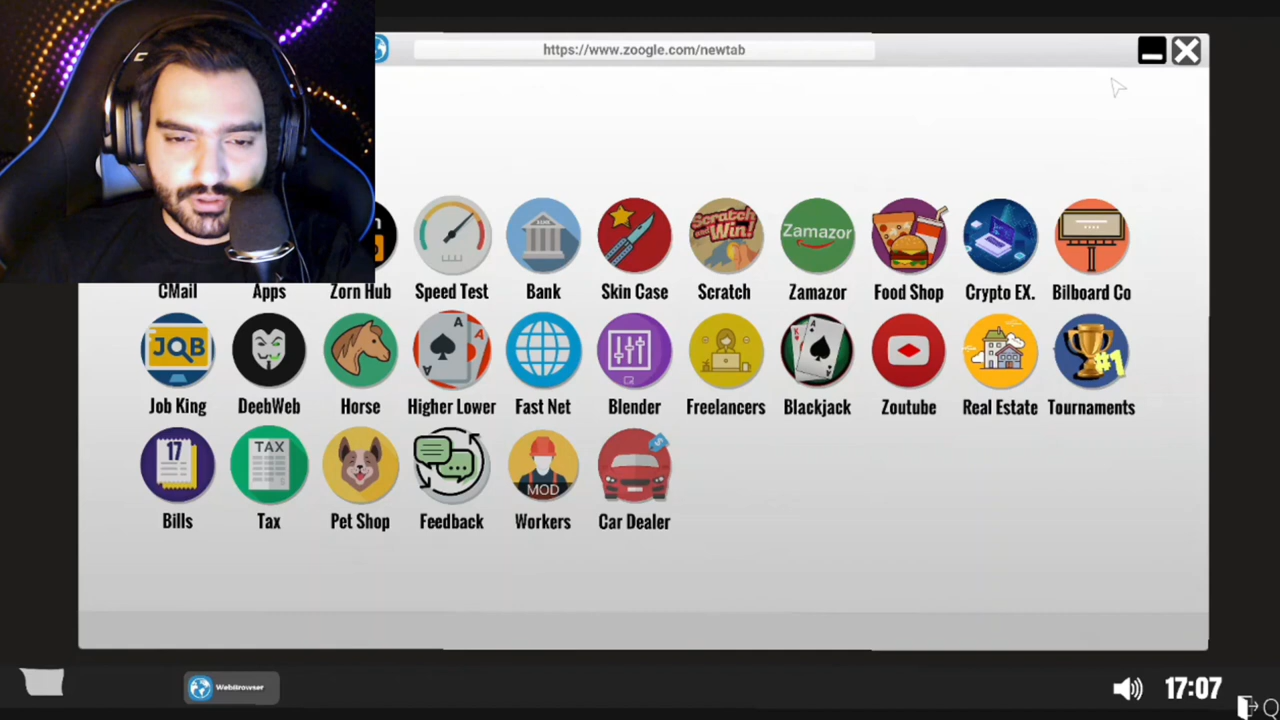 https://www.zoogle.com/newtab
Scratch and Win!
Zamazor
CMail Apps Zorn Hub Speed Test Bank Skin Case Scratch Zamazor Food Shop Crypto EX. Bilboard Co
JOB
A A
A
#1
Job King DeebWeb Horse Higher Lower Fast Net Blender Freelancers Blackjack Zoutube Real Estate Tournaments
17
TAX
MOD
Bills Tax Pet Shop Feedback Workers Car Dealer
WebBrowser
17:07